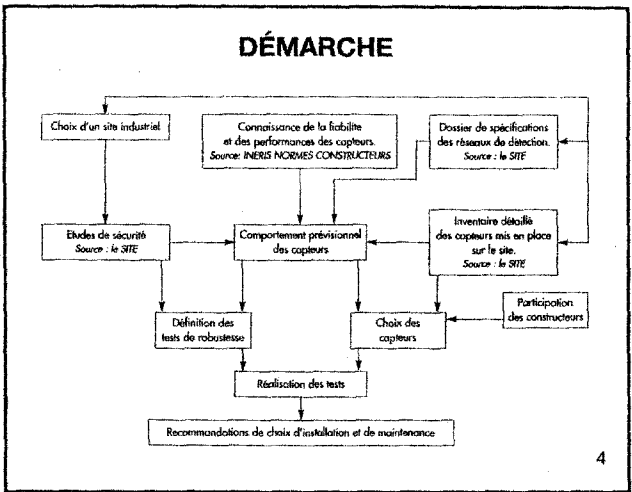 DÉMARCHE
Choix d'un site industriel
Connaissance de la fiabilité
et des performances des capteurs.
Source: INERIS NORMES CONSTRUCTEURS
Dossier de spécifications
des réseaux de détection.
Source : le SITE
Etudes de sécurité
Source : le SITE
Comportement prévisionnel
des capteurs
Inventaire détaillé
des capteurs mis en place
sur le site.
Source : le SITE
Participation
des constructeurs
Définition des
tests de robustesse
Choix des
capteurs
Réalisation des tests
Recommandations de choix d'installation et de maintenance
4